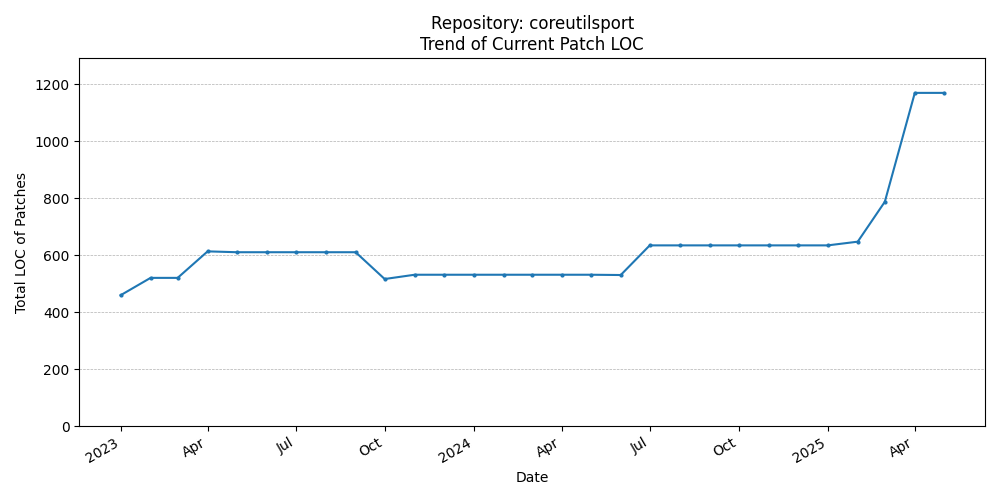 Repository: coreutilsport
Trend of Current Patch LOC
Total LOC of Patches
1200
1000
800
600
400
200
0
2023
Apr
Jul
Oct
2024
Apr
Jul
Oct
2025
Apr
Date